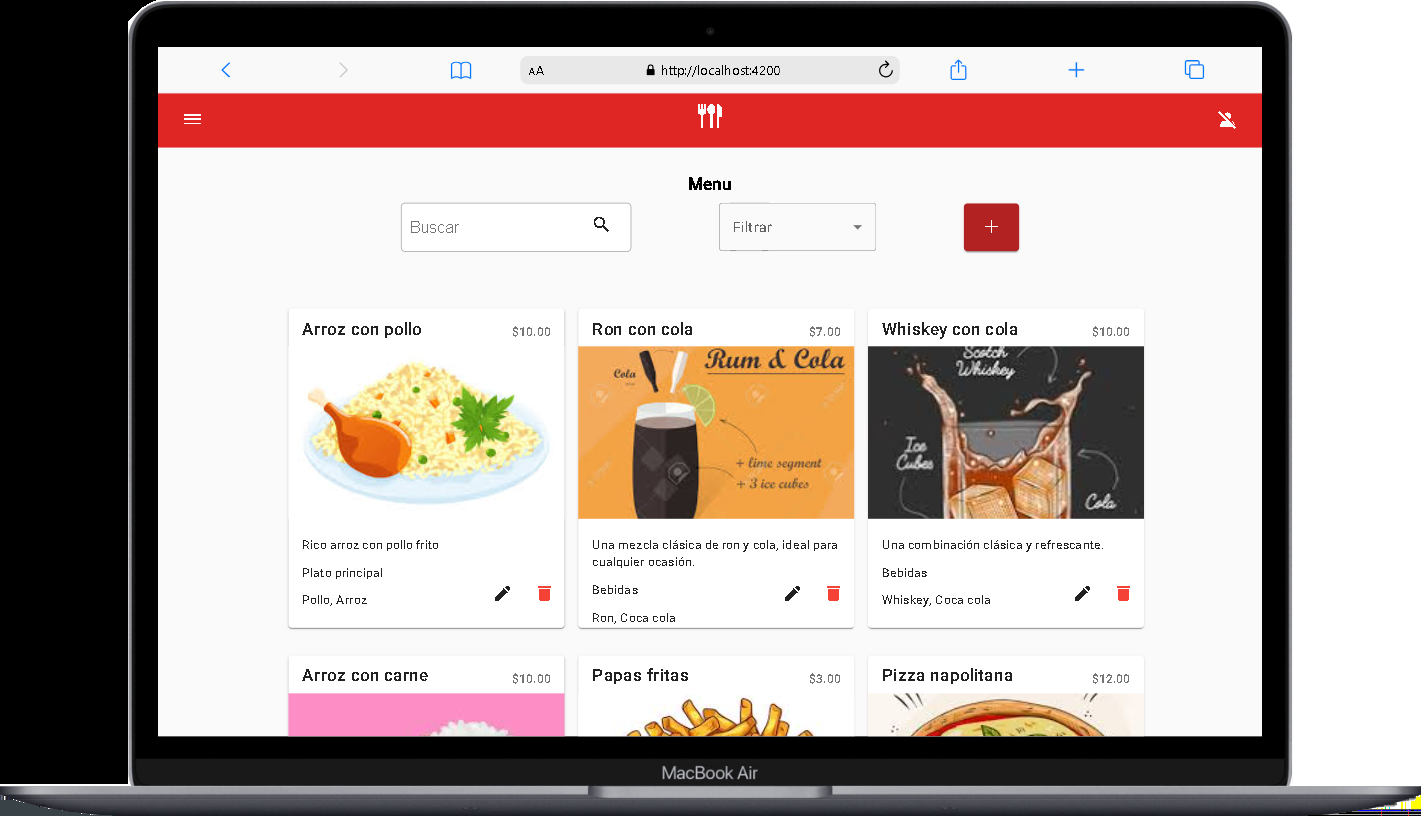 AA http://localhost:4200
Menu
Buscar
Filtrar
Arroz con pollo $10.00
Rico arroz con pollo frito
Plato principal
Pollo, Arroz
Ron con cola $7.00
Rum & Cola
Cola
+ lime segment
+ 3 ice cubes
Una mezcla clásica de ron y cola, ideal para
cualquier ocasión.
Bebidas
Ron, Coca cola
Whiskey con cola $10.00
Scotch
Whiskey
Ice
Cubes
Cola
Una combinación clásica y refrescante.
Bebidas
Whiskey, Coca cola
Arroz con carne $10.00
Papas fritas $3.00
Pizza napolitana $12.00
MacBook Air